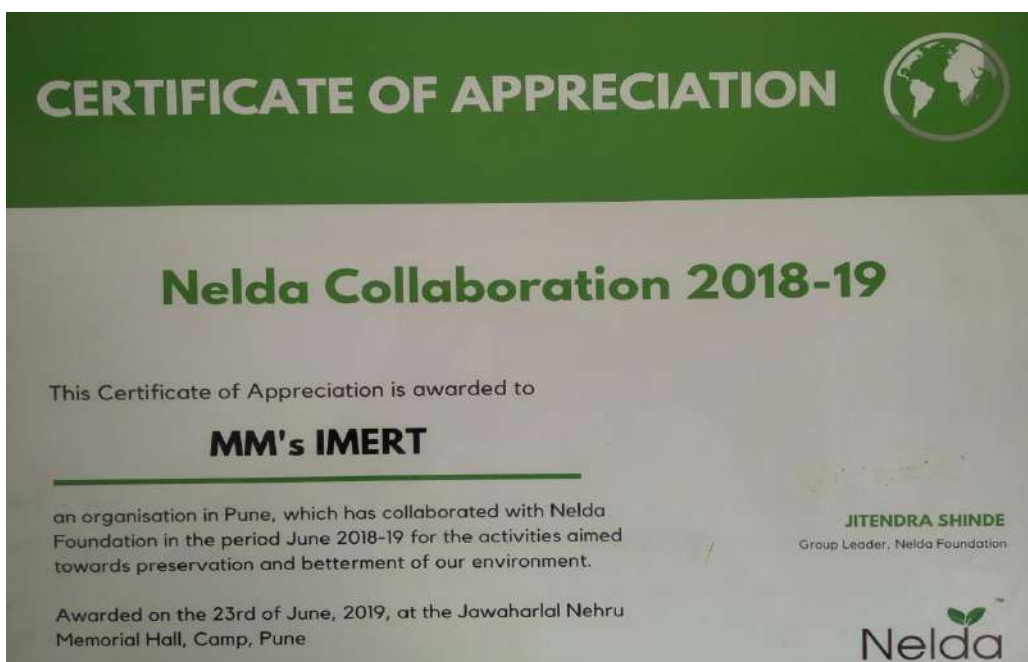 CERTIFICATE OF APPRECIATION
Nelda Collaboration 2018-19
This Certificate of Appreciation is awarded to
MM's IMERT
an organisation in Pune, which has collaborated with Nelda
Foundation in the period June 2018-19 for the activities aimed
towards preservation and betterment of our environment.
Awarded on the 23rd of June, 2019, at the Jawaharlal Nehru
Memorial Hall, Camp, Pune
JITENDRA SHINDE
Group Leader, Nelda Foundation
Nelda